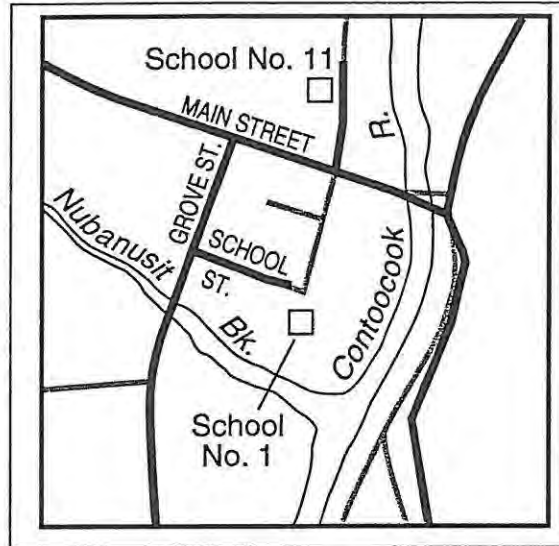 School No. 11
MAIN STREET
R.
GROVE ST.
Nubanusit
SCHOOL
ST.
Bk.
Contoocook
School
No. 1